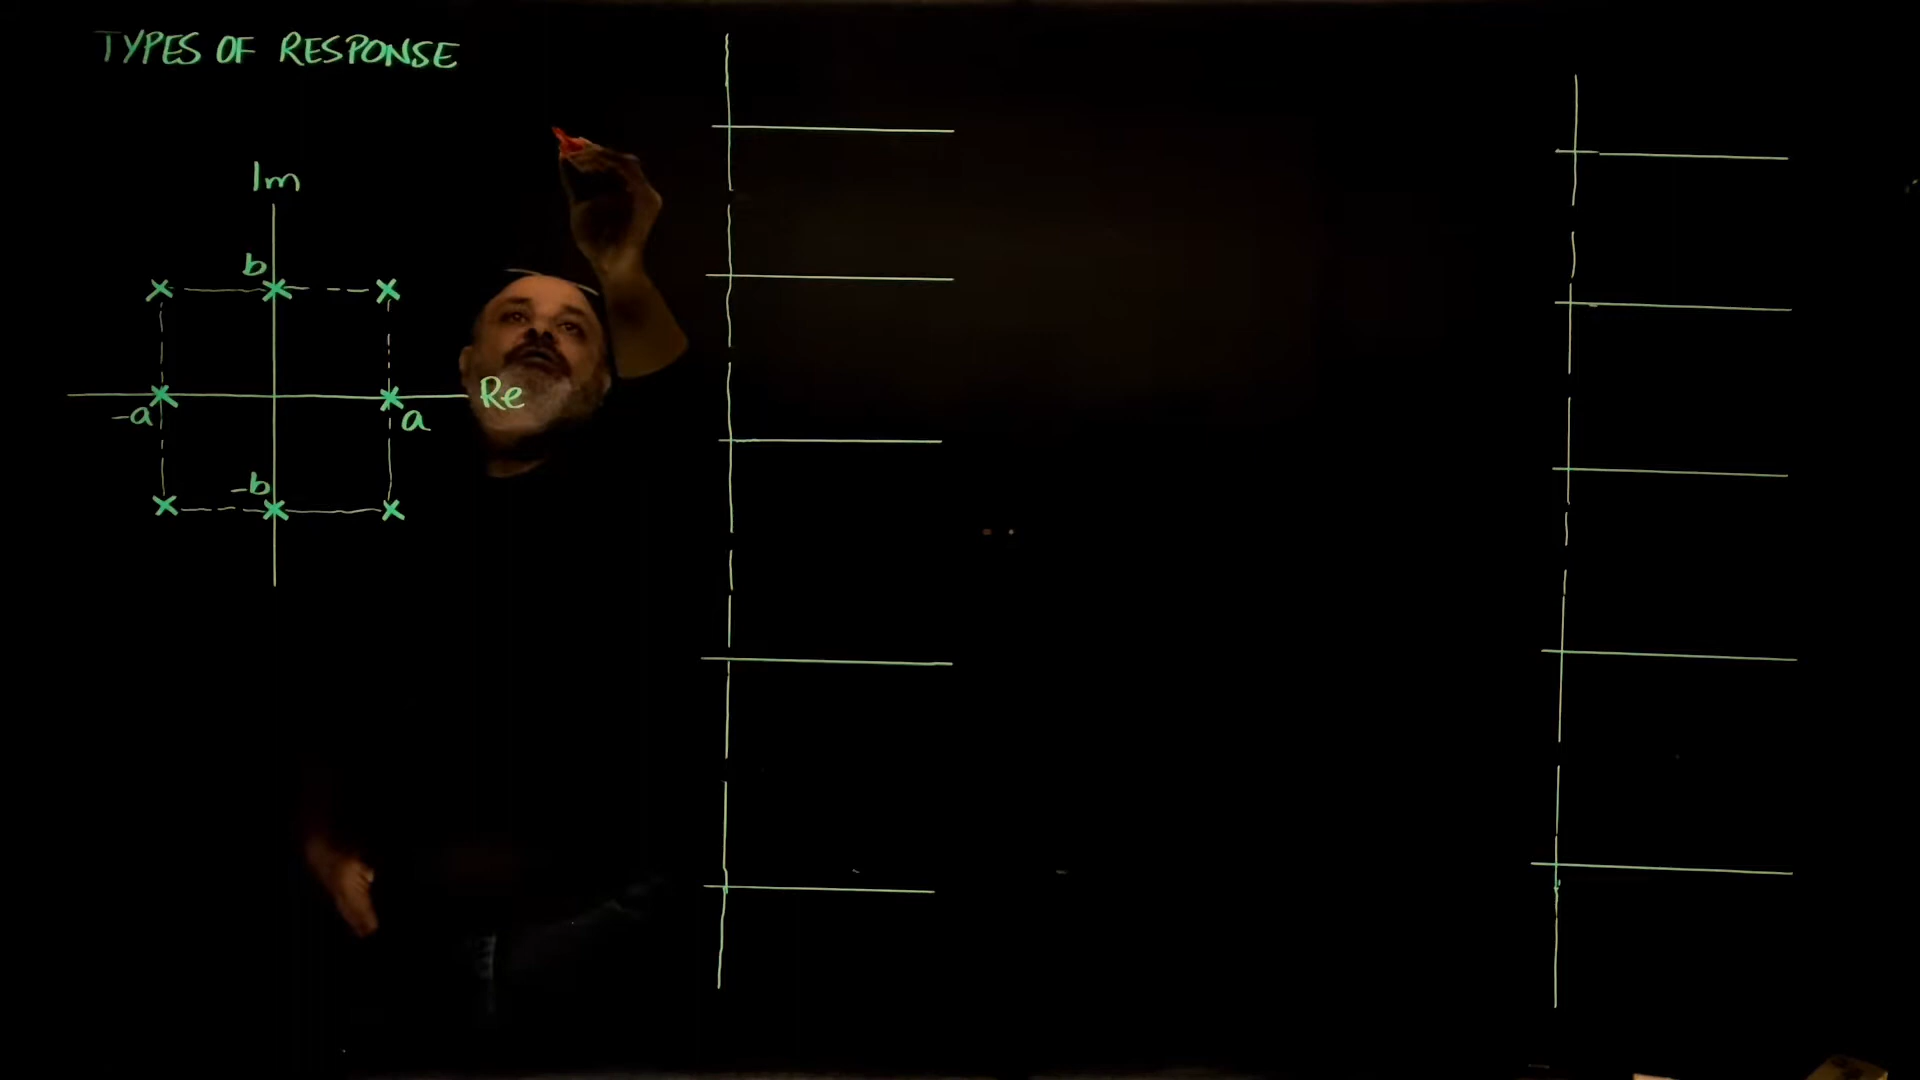 TYPES OF RESPONSE
Im
b
Re
-a
a
-b